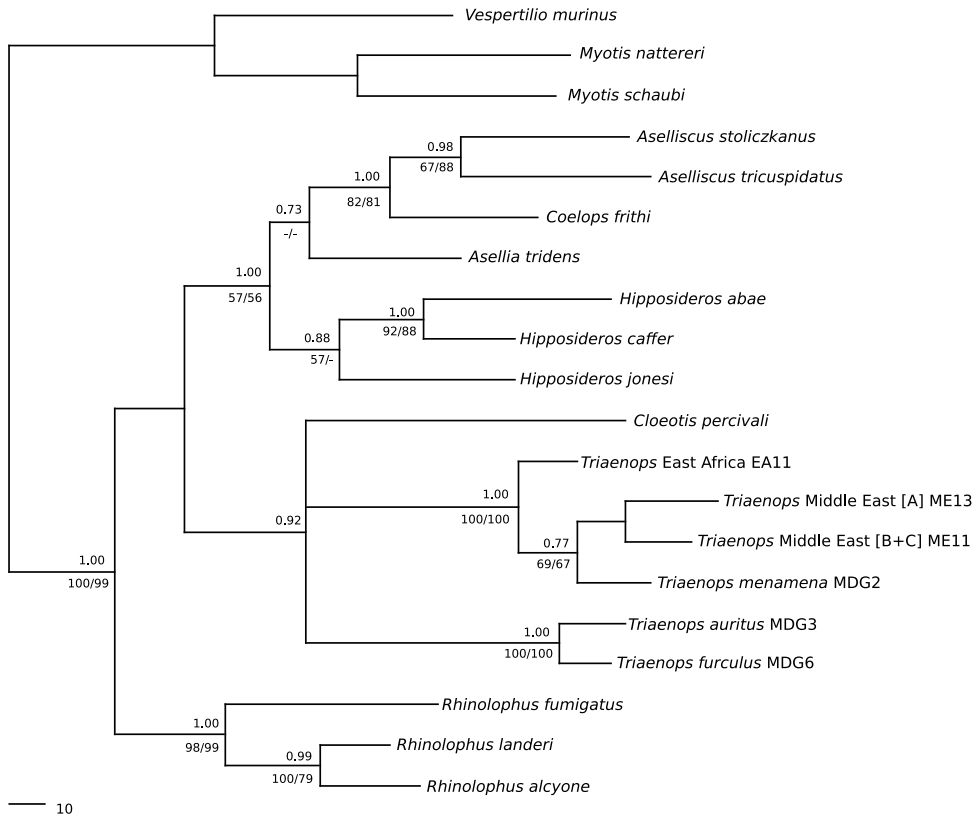 Vespertilio murinus
Myotis nattereri
Myotis schaubi
Aselliscus stoliczkanus
0.98
67/88
Aselliscus tricuspidatus
1.00
82/81
Coelops frithi
0.73
-/-
Asellia tridens
1.00
57/56
Hipposideros abae
1.00
92/88
Hipposideros caffer
0.88
57/-
Hipposideros jonesi
Cloeotis percivali
Triaenops East Africa EA11
1.00
100/100
Triaenops Middle East [A] ME13
0.92
Triaenops Middle East [B+C] ME11
0.77
69/67
Triaenops menamena MDG2
1.00
100/99
Triaenops auritus MDG3
1.00
100/100
Triaenops furculus MDG6
Rhinolophus fumigatus
1.00
98/99
Rhinolophus landeri
0.99
100/79
Rhinolophus alcyone
10